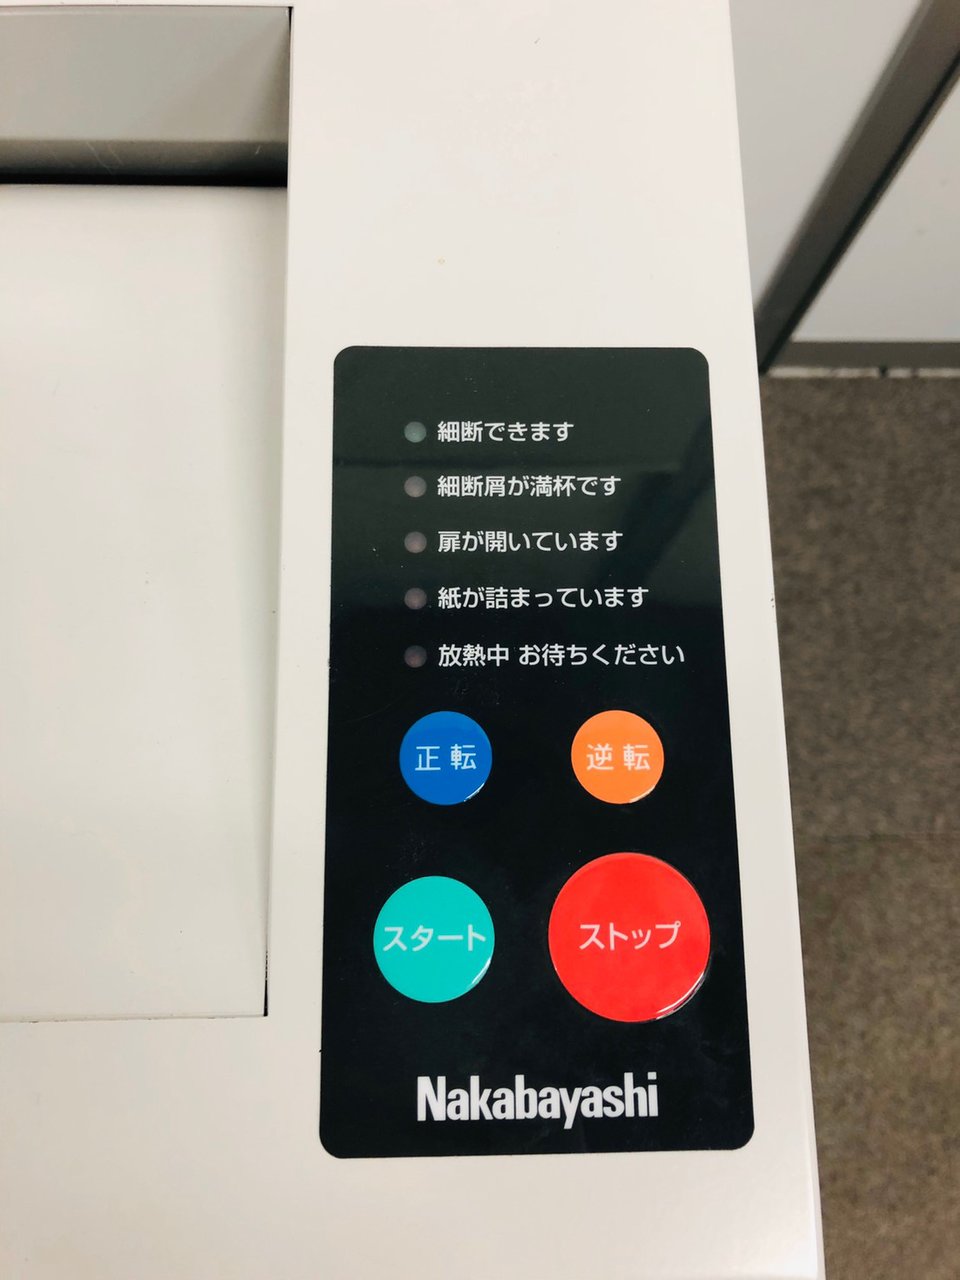 細断できます
細断屑が満杯です
扉が開いています
紙が詰まっています
放熱中 お待ちください
正転 逆転
スタート ストップ
Nakabayashi